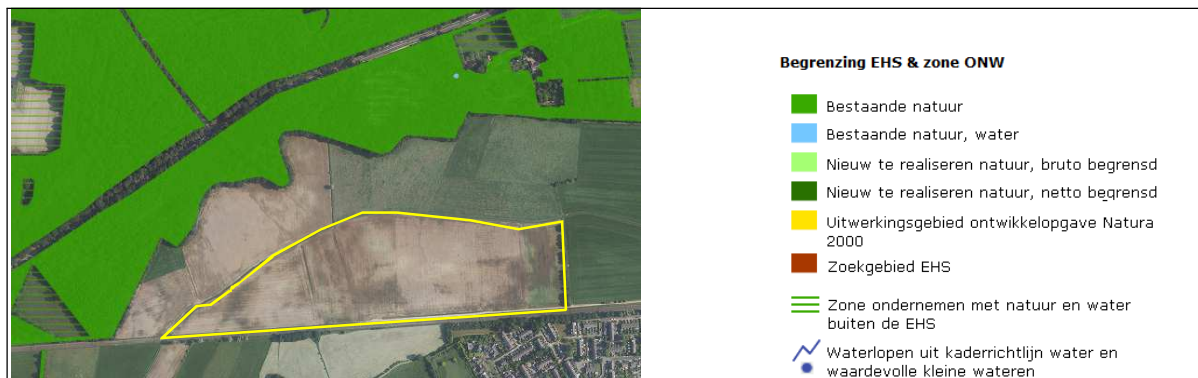 Begrenzing EHS & zone ONW
Bestaande natuur
Bestaande natuur, water
Nieuw te realiseren natuur, bruto begrensd
Nieuw te realiseren natuur, netto begrensd
Uitwerkingsgebied ontwikkelopgave Natura
2000
Zoekgebied EHS
Zone ondernemen met natuur en water
buiten de EHS
Waterlopen uit kaderrichtlijn water en
waardevolle kleine wateren